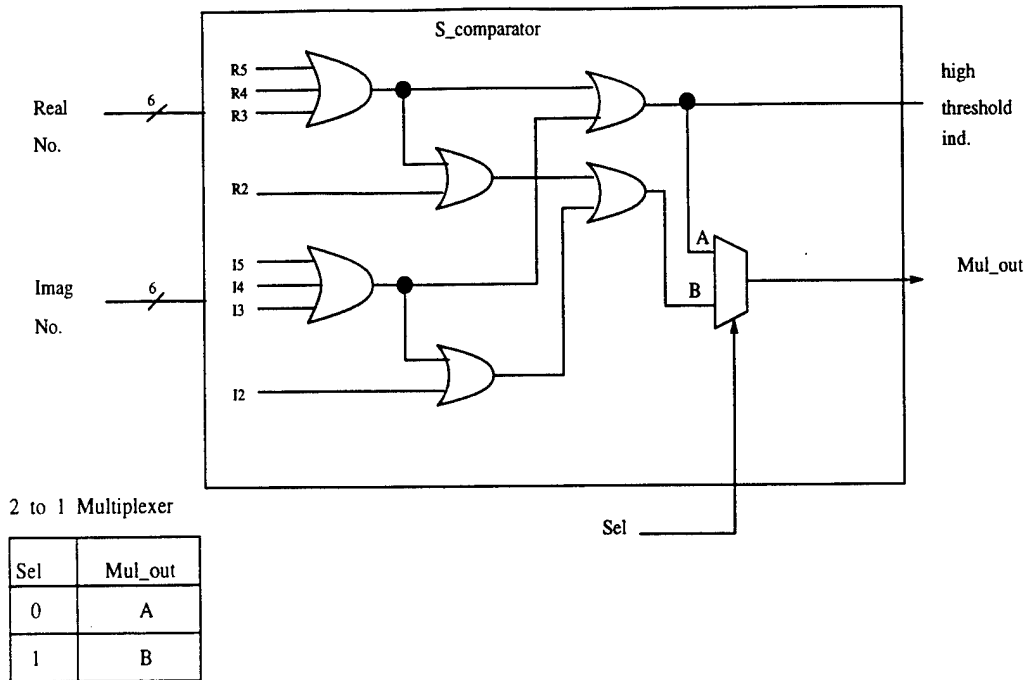 S_comparator
R5
R4
R3
R2
I5
I4
I3
I2
Real
No.
6
Imag
No.
6
high
threshold
ind.
A
B
Mul_out
Sel
2 to 1 Multiplexer
Sel Mul_out
0 A
1 B